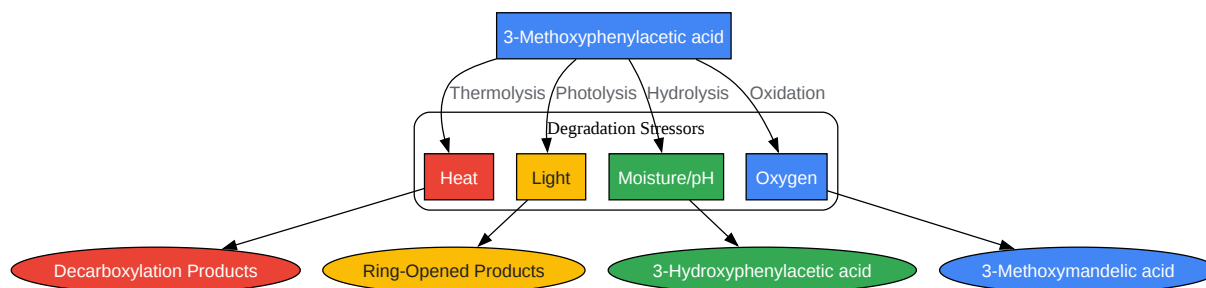 3-Methoxyphenylacetic acid
Thermolysis
Photolysis
Hydrolysis
Oxidation
Degradation Stressors
Heat
Light
Moisture/pH
Oxygen
Decarboxylation Products
Ring-Opened Products
3-Hydroxyphenylacetic acid
3-Methoxymandelic acid